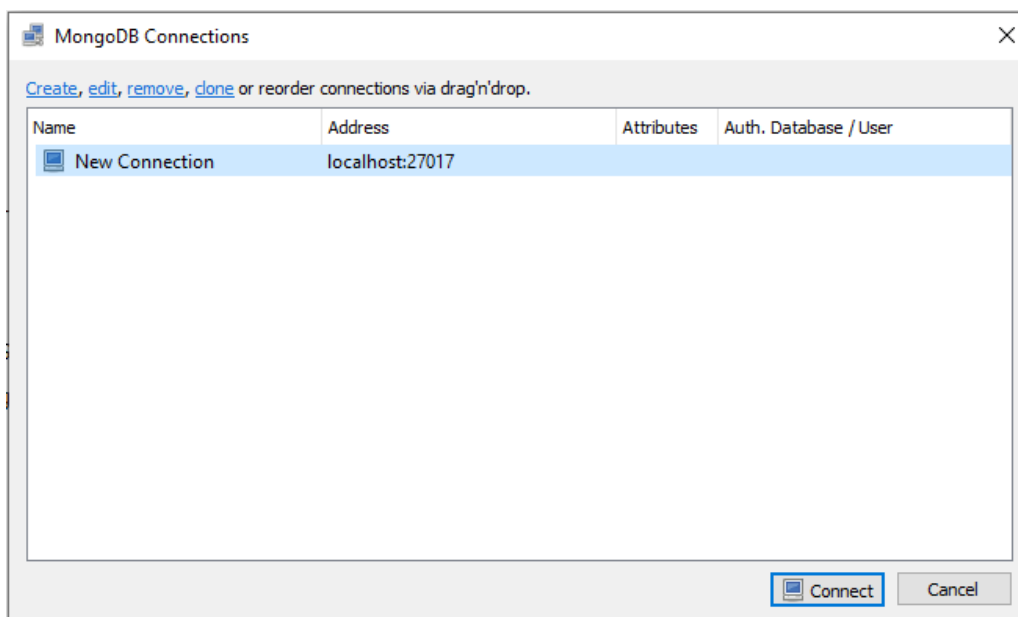 MongoDB Connections
Create, edit, remove, clone or reorder connections via drag'n'drop.
Name Address Attributes Auth. Database / User
New Connection localhost:27017
Connect Cancel